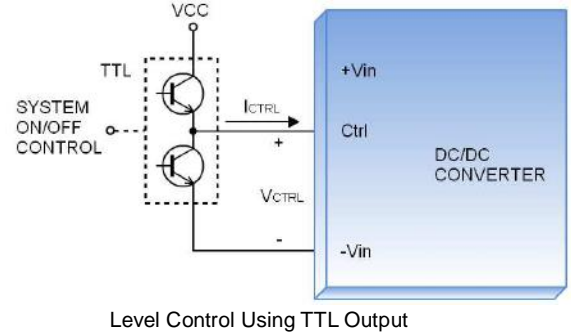 VCC
TTL
SYSTEM
ON/OFF
CONTROL
ICTRL
+
VCTRL
-
+Vin
Ctrl
DC/DC
CONVERTER
-Vin
Level Control Using TTL Output